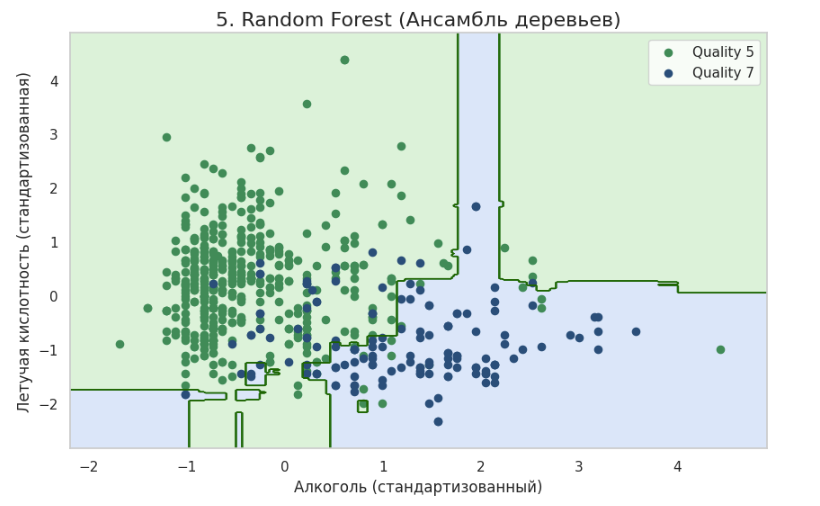 5. Random Forest (Ансамбль деревьев)
Quality 5
Quality 7
Летучая кислотность (стандартизованная)
4
3
2
1
0
−1
−2
−2 −1 0 1 2 3 4
Алкоголь (стандартизованный)